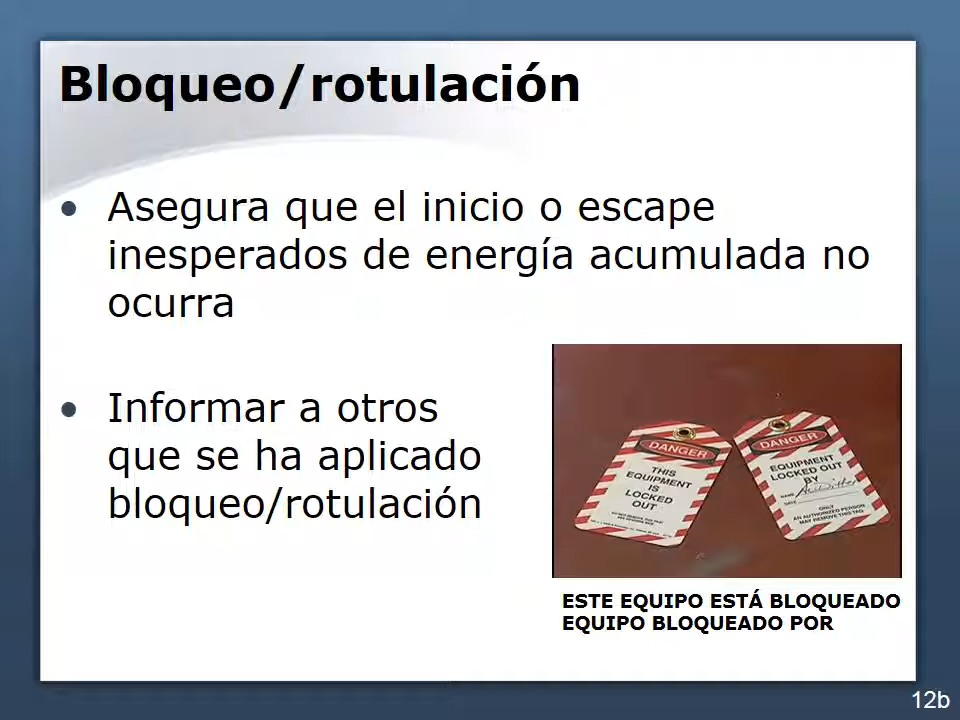 Bloqueo/rotulación
• Asegura que el inicio o escape
inesperados de energía acumulada no
ocurra
• Informar a otros
que se ha aplicado
bloqueo/rotulación
DANGER
THIS
EQUIPMENT
IS
LOCKED
OUT
DANGER
EQUIPMENT
LOCKED OUT
BY
NAME
DATE
ONLY
AN AUTHORIZED PERSON
MAY REMOVE THIS TAG
ESTE EQUIPO ESTÁ BLOQUEADO
EQUIPO BLOQUEADO POR
12b